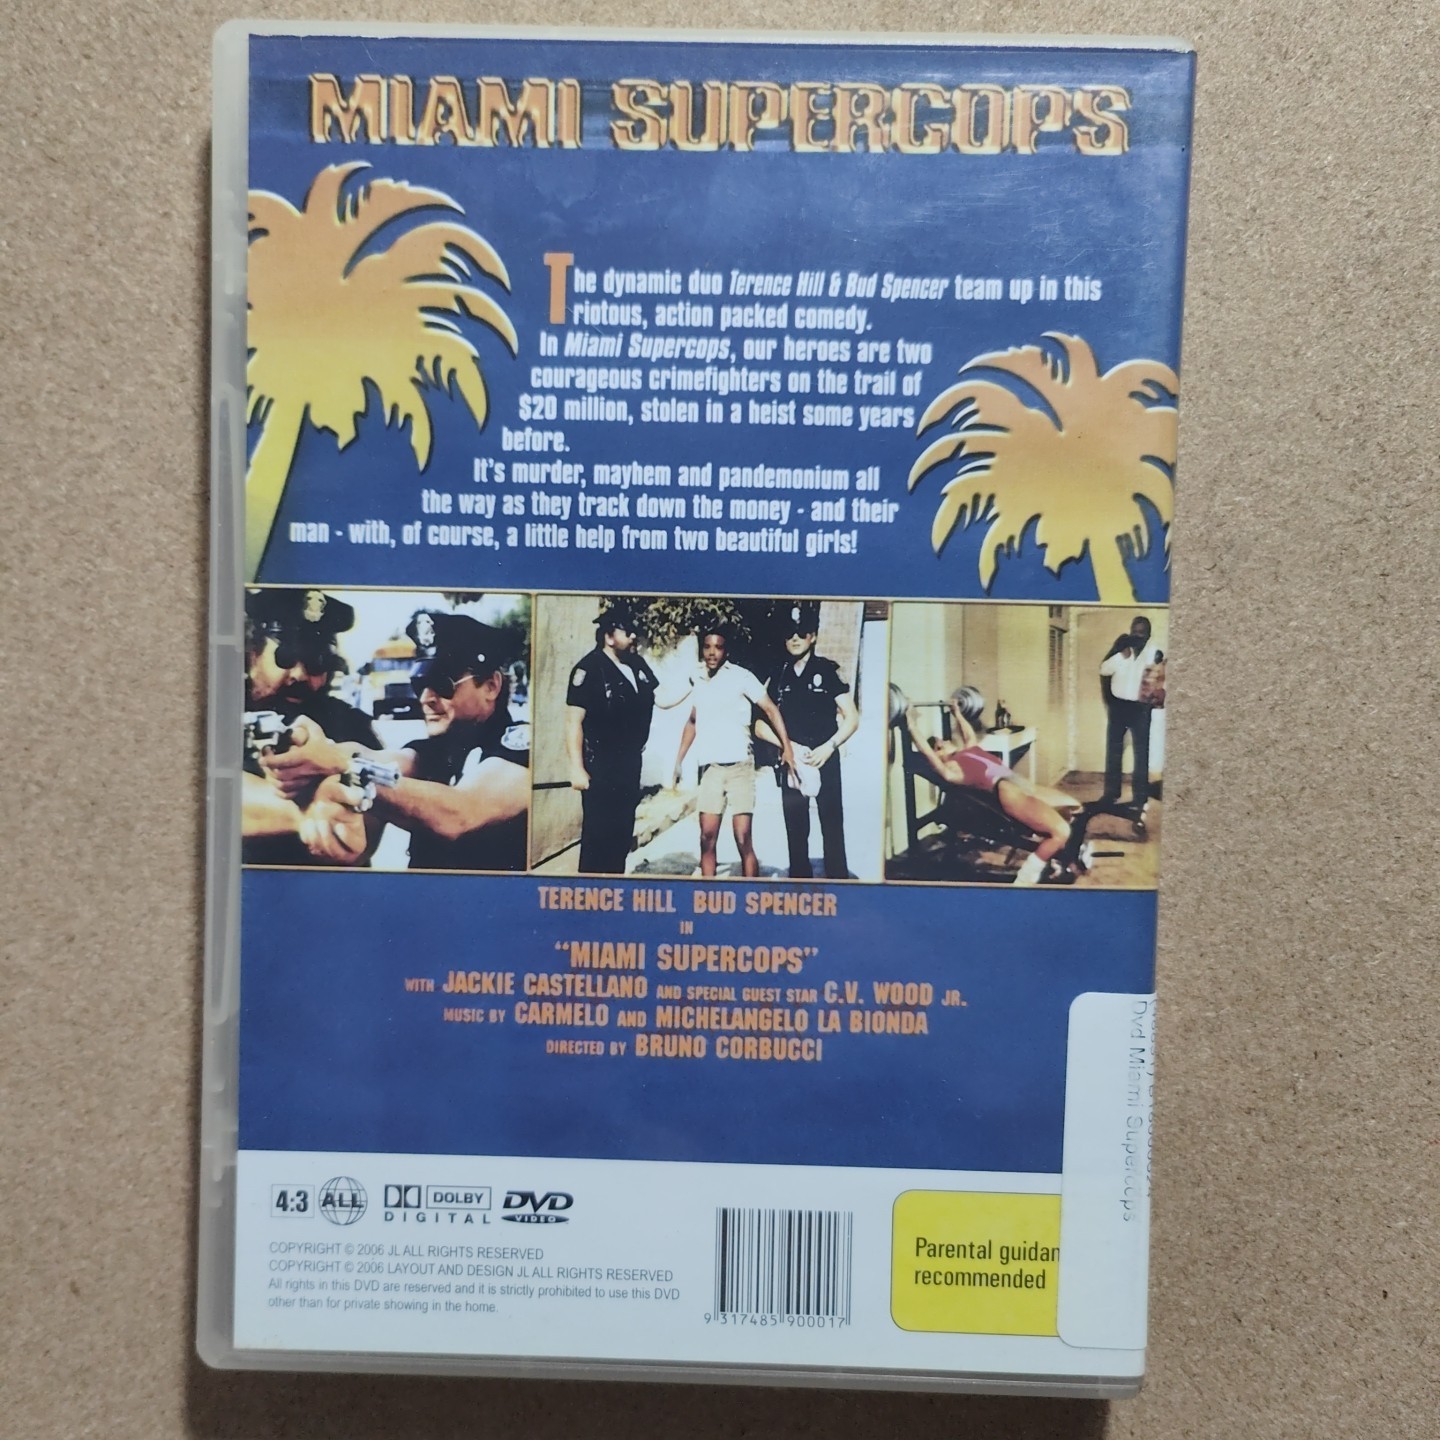 MIAMI SUPERCOPS
The dynamic duo Terence Hill & Bud Spencer team up in this
riotous, action packed comedy.
In Miami Supercops, our heroes are two
courageous crimefighters on the trail of
$20 million, stolen in a heist some years
before.
It's murder, mayhem and pandemonium all
the way as they track down the money - and their
man - with, of course, a little help from two beautiful girls!
TERENCE HILL BUD SPENCER
IN
"MIAMI SUPERCOPS"
WITH JACKIE CASTELLANO AND SPECIAL GUEST STAR C.V. WOOD JR.
MUSIC BY CARMELO AND MICHELANGELO LA BIONDA
DIRECTED BY BRUNO CORBUCCI
Dvd Miami Supercops
4:3 ALL DOLBY DIGITAL DVD VIDEO
COPYRIGHT © 2006 JL ALL RIGHTS RESERVED
COPYRIGHT © 2006 LAYOUT AND DESIGN JL ALL RIGHTS RESERVED
All rights in this DVD are reserved and it is strictly prohibited to use this DVD
other than for private showing in the home.
9 317485 900017
Parental guidan
recommended